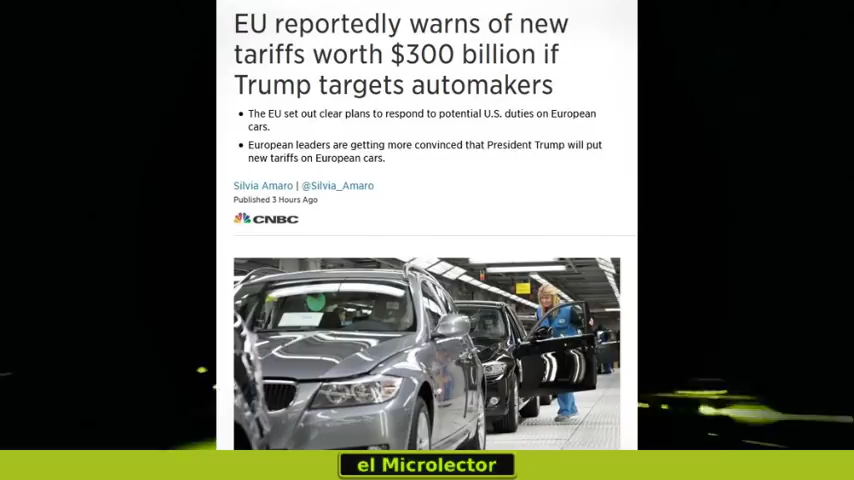 EU reportedly warns of new
tariffs worth $300 billion if
Trump targets automakers
• The EU set out clear plans to respond to potential U.S. duties on European
cars.
• European leaders are getting more convinced that President Trump will put
new tariffs on European cars.
Silvia Amaro | @Silvia_Amaro
Published 3 Hours Ago
CNBC
el Microlector